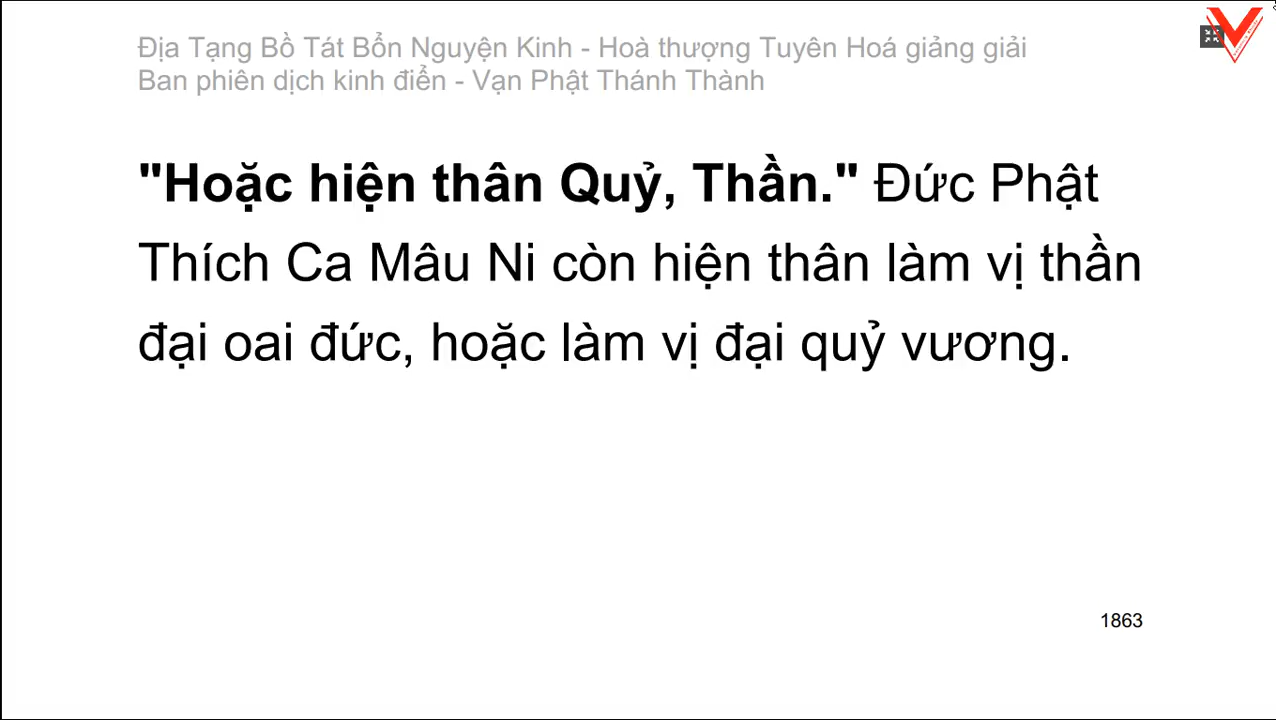 Địa Tạng Bồ Tát Bổn Nguyện Kinh - Hoà thượng Tuyên Hoá giảng giải
Ban phiên dịch kinh điển - Vạn Phật Thánh Thành
"Hoặc hiện thân Quỷ, Thần." Đức Phật
Thích Ca Mâu Ni còn hiện thân làm vị thần
đại oai đức, hoặc làm vị đại quỷ vương.
1863